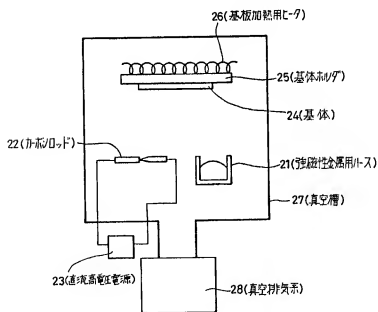 26(基板加熱用ヒータ)
25(基体ホルダ)
24(基体)
22(カーボンロッド)
21(強磁性金属用ハース)
27(真空槽)
23(直流高電圧電源)
28(真空排気系)